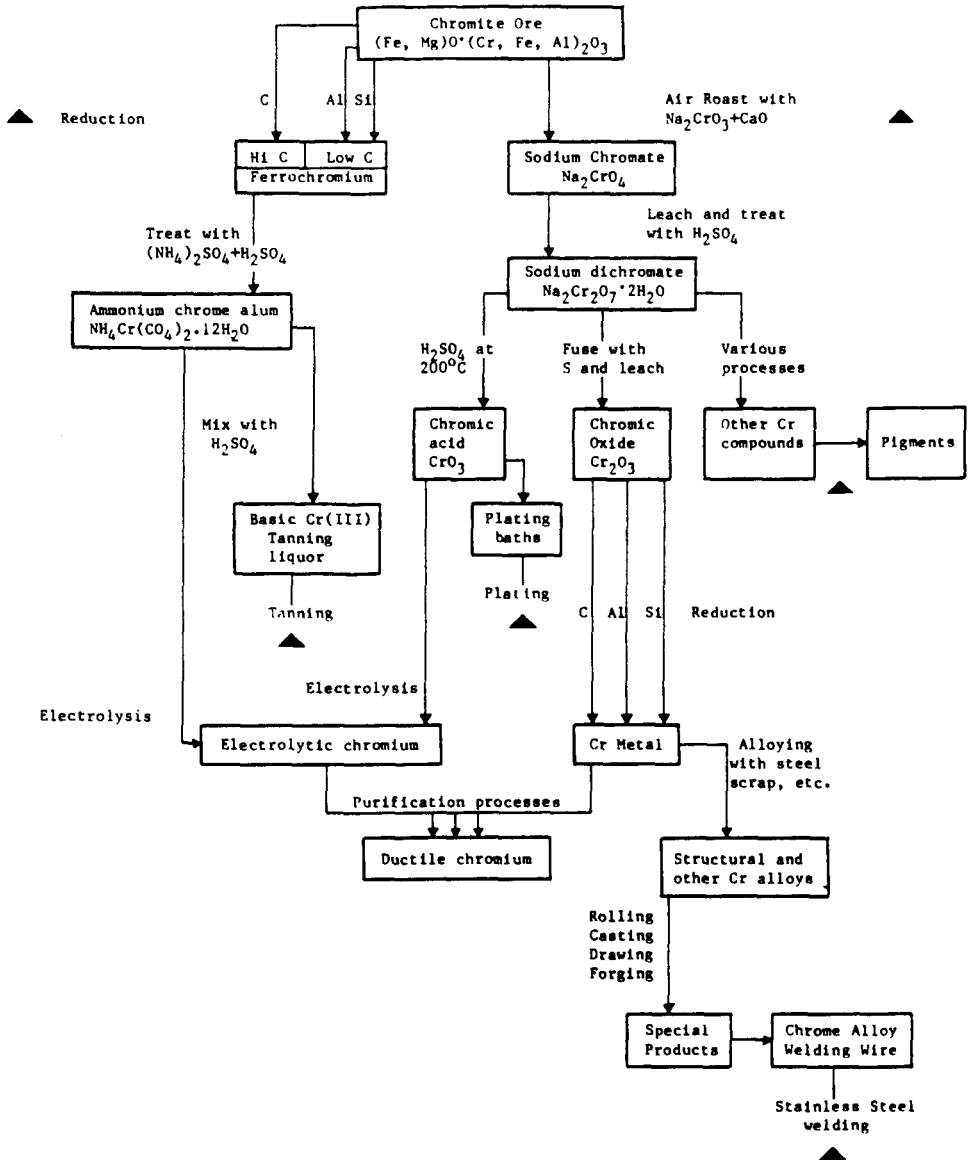 Chromite Ore
(Fe, Mg)O·(Cr, Fe, Al)₂O₃
C
Al
Si
Reduction
Air Roast with
Na₂CrO₃+CaO
Hi C
Low C
Ferrochromium
Sodium Chromate
Na₂CrO₄
Treat with
(NH₄)₂SO₄+H₂SO₄
Leach and treat
with H₂SO₄
Sodium dichromate
Na₂Cr₂O₇·2H₂O
Ammonium chrome alum
NH₄Cr(CO₄)₂.12H₂O
H₂SO₄ at
200°C
Fuse with
S and leach
Various
processes
Mix with
H₂SO₄
Chromic
acid
CrO₃
Chromic
Oxide
Cr₂O₃
Other Cr
compounds
Pigments
Basic Cr(III)
Tanning
liquor
Plating
baths
Tanning
Plating
C
Al
Si
Reduction
Electrolysis
Electrolysis
Electrolytic chromium
Cr Metal
Alloying
with steel
scrap, etc.
Purification processes
Ductile chromium
Structural and
other Cr alloys
Rolling
Casting
Drawing
Forging
Special
Products
Chrome Alloy
Welding Wire
Stainless Steel
welding